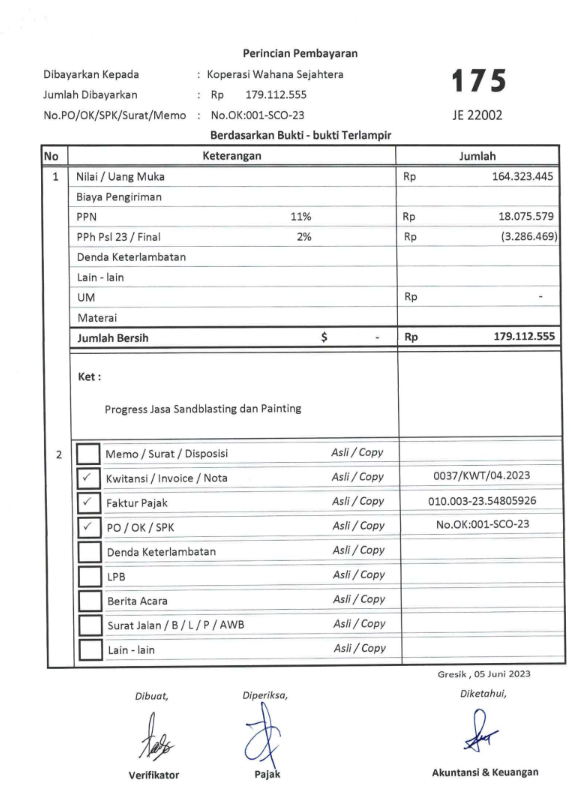 Perincian Pembayaran
Dibayarkan Kepada : Koperasi Wahana Sejahtera
175
Jumlah Dibayarkan : Rp 179.112.555
No.PO/OK/SPK/Surat/Memo : No.OK:001-SCO-23
JE 22002
Berdasarkan Bukti - bukti Terlampir
No Keterangan Jumlah
1 Nilai / Uang Muka Rp 164.323.445
Biaya Pengiriman
PPN 11% Rp 18.075.579
PPh Psl 23 / Final 2% Rp (3.286.469)
Denda Keterlambatan
Lain - lain
UM Rp -
Materai
Jumlah Bersih $ - Rp 179.112.555
Ket :
Progress Jasa Sandblasting dan Painting
2 Memo / Surat / Disposisi Asli / Copy
✓ Kwitansi / Invoice / Nota Asli / Copy 0037/KWT/04.2023
✓ Faktur Pajak Asli / Copy 010.003-23.54805926
✓ PO / OK / SPK Asli / Copy No.OK:001-SCO-23
Denda Keterlambatan Asli / Copy
LPB Asli / Copy
Berita Acara Asli / Copy
Surat Jalan / B / L / P / AWB Asli / Copy
Lain - lain Asli / Copy
Gresik , 05 Juni 2023
Dibuat, Diperiksa, Diketahui,
Verifikator Pajak Akuntansi & Keuangan